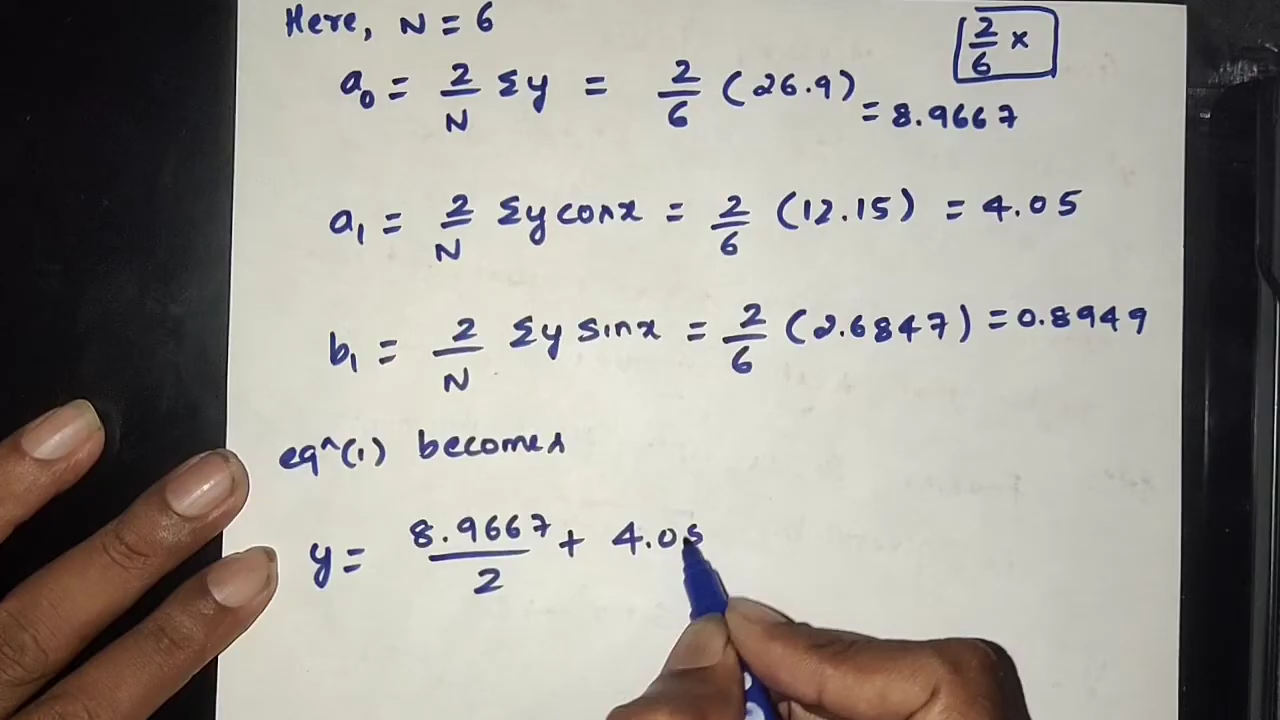 Here, N = 6
2/6 ×
a₀ = 2/N Σy = 2/6 (26.9) = 8.9667
a₁ = 2/N Σy cosx = 2/6 (12.15) = 4.05
b₁ = 2/N Σy sinx = 2/6 (2.6847) = 0.8949
eqⁿ(1) becomes
y = 8.9667/2 + 4.05